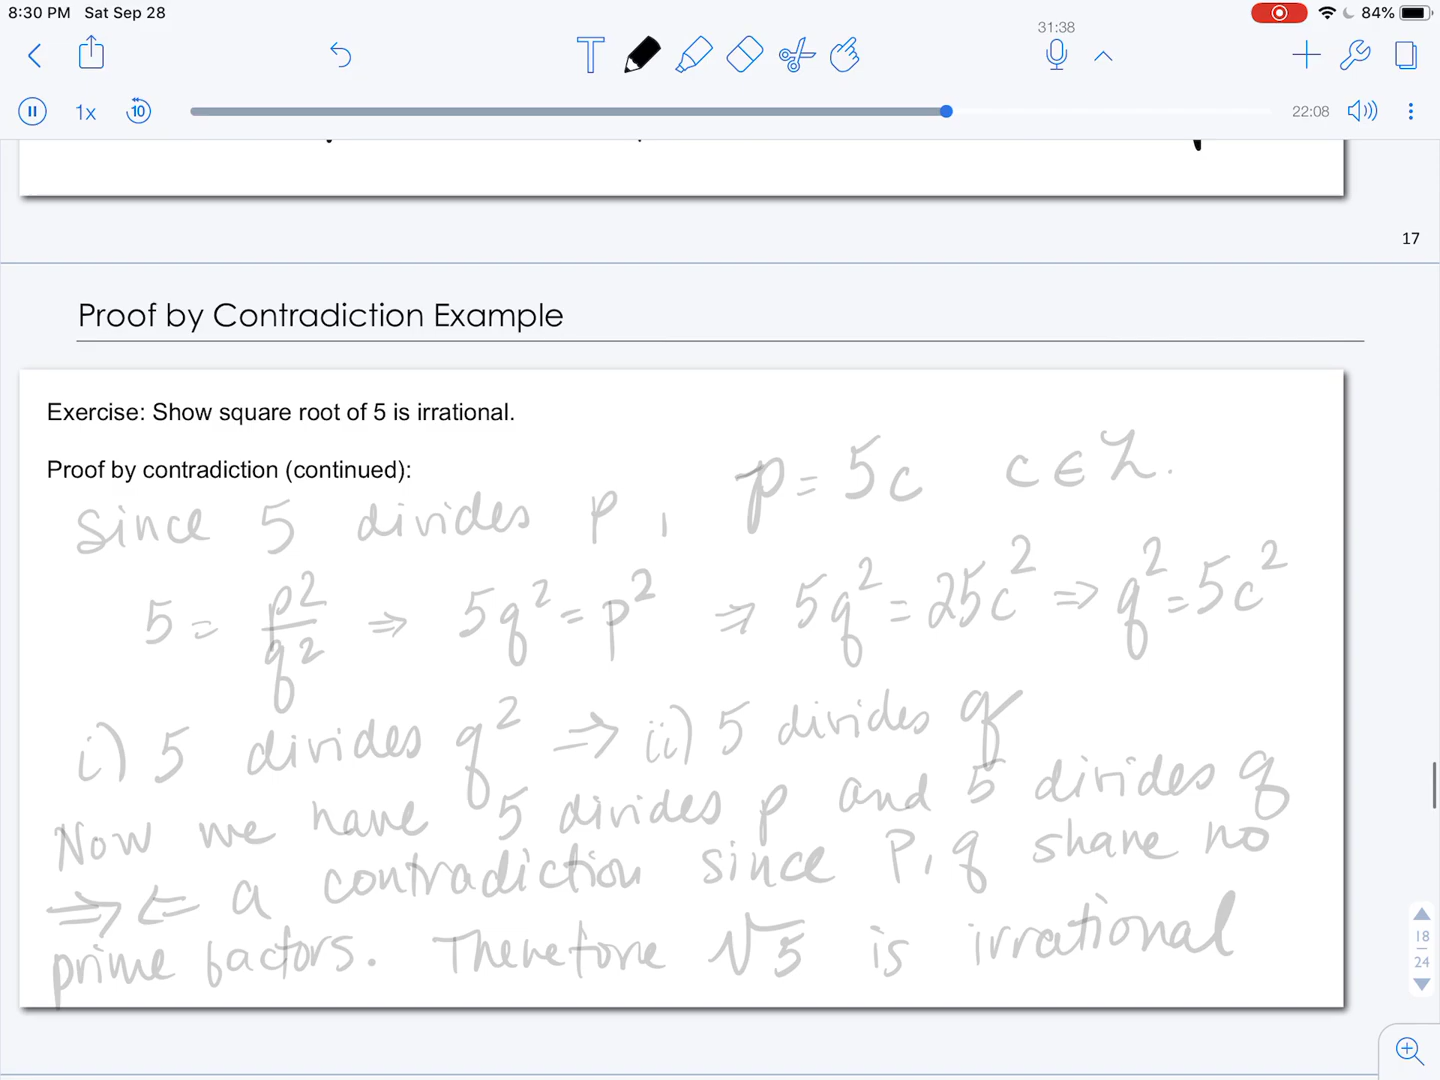 8:30 PM Sat Sep 28
84%
31:38
1x
10
22:08
17
Proof by Contradiction Example
Exercise: Show square root of 5 is irrational.
Proof by contradiction (continued):
Since 5 divides p, p = 5c c ∈ ℤ.
5 = p²/q² ⇒ 5q² = p² ⇒ 5q² = 25c² ⇒ q² = 5c²
i) 5 divides q² ⇒ ii) 5 divides q
Now we have 5 divides p and 5 divides q
⇒⇐ a contradiction since p, q share no
prime factors. Therefore √5 is irrational
18
24